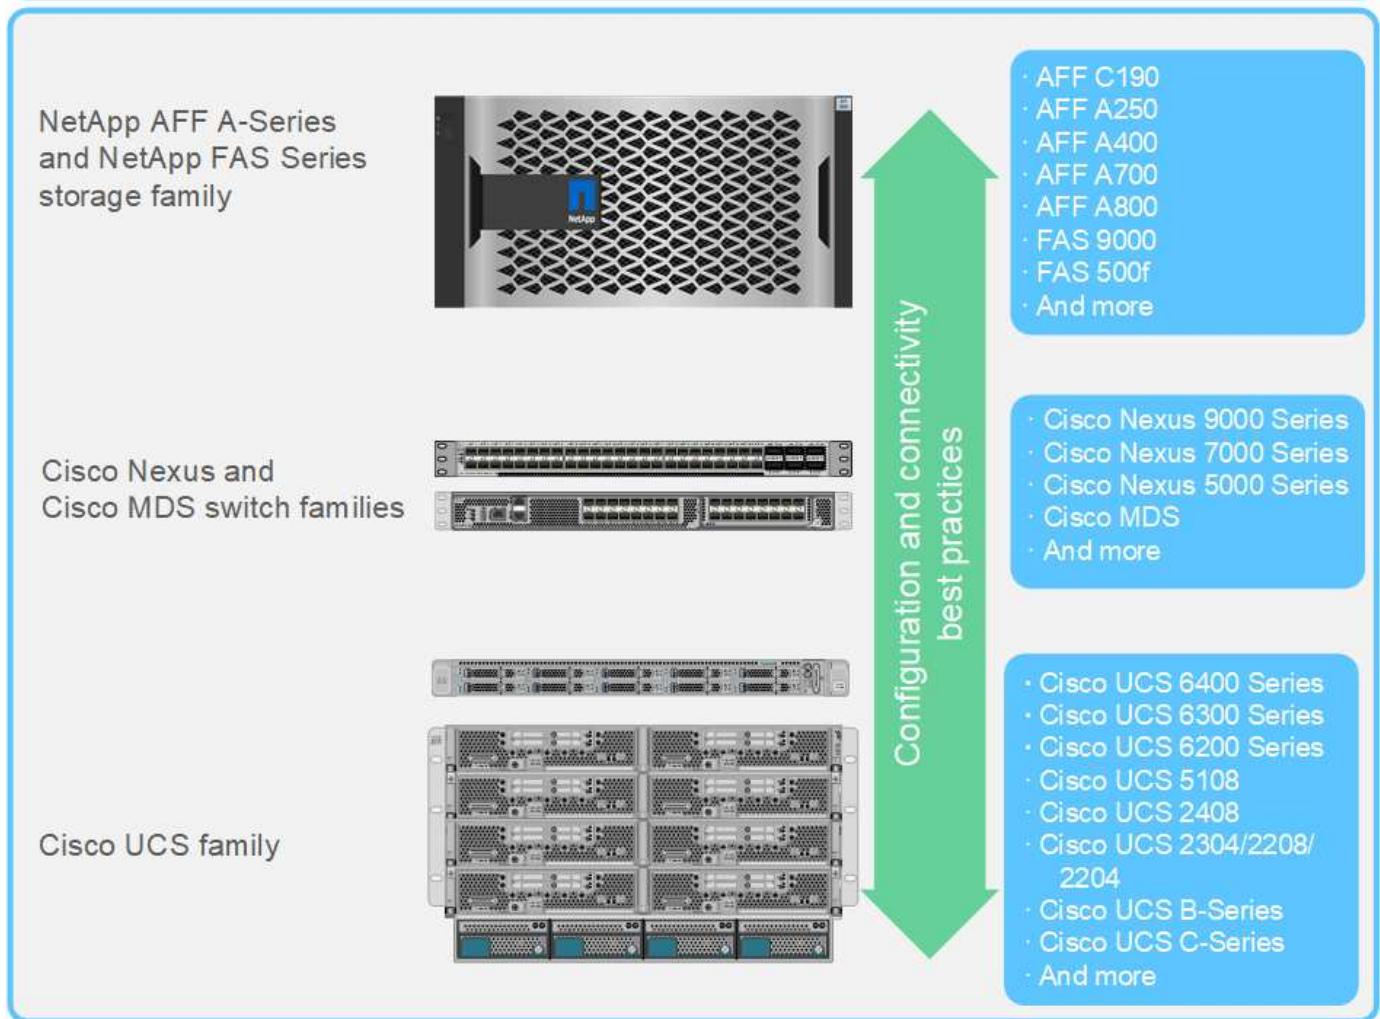 NetApp AFF A-Series
and NetApp FAS Series
storage family
NetApp
· AFF C190
· AFF A250
· AFF A400
· AFF A700
· AFF A800
· FAS 9000
· FAS 500f
· And more
Configuration and connectivity
best practices
Cisco Nexus and
Cisco MDS switch families
· Cisco Nexus 9000 Series
· Cisco Nexus 7000 Series
· Cisco Nexus 5000 Series
· Cisco MDS
· And more
Cisco UCS family
· Cisco UCS 6400 Series
· Cisco UCS 6300 Series
· Cisco UCS 6200 Series
· Cisco UCS 5108
· Cisco UCS 2408
· Cisco UCS 2304/2208/
2204
· Cisco UCS B-Series
· Cisco UCS C-Series
· And more